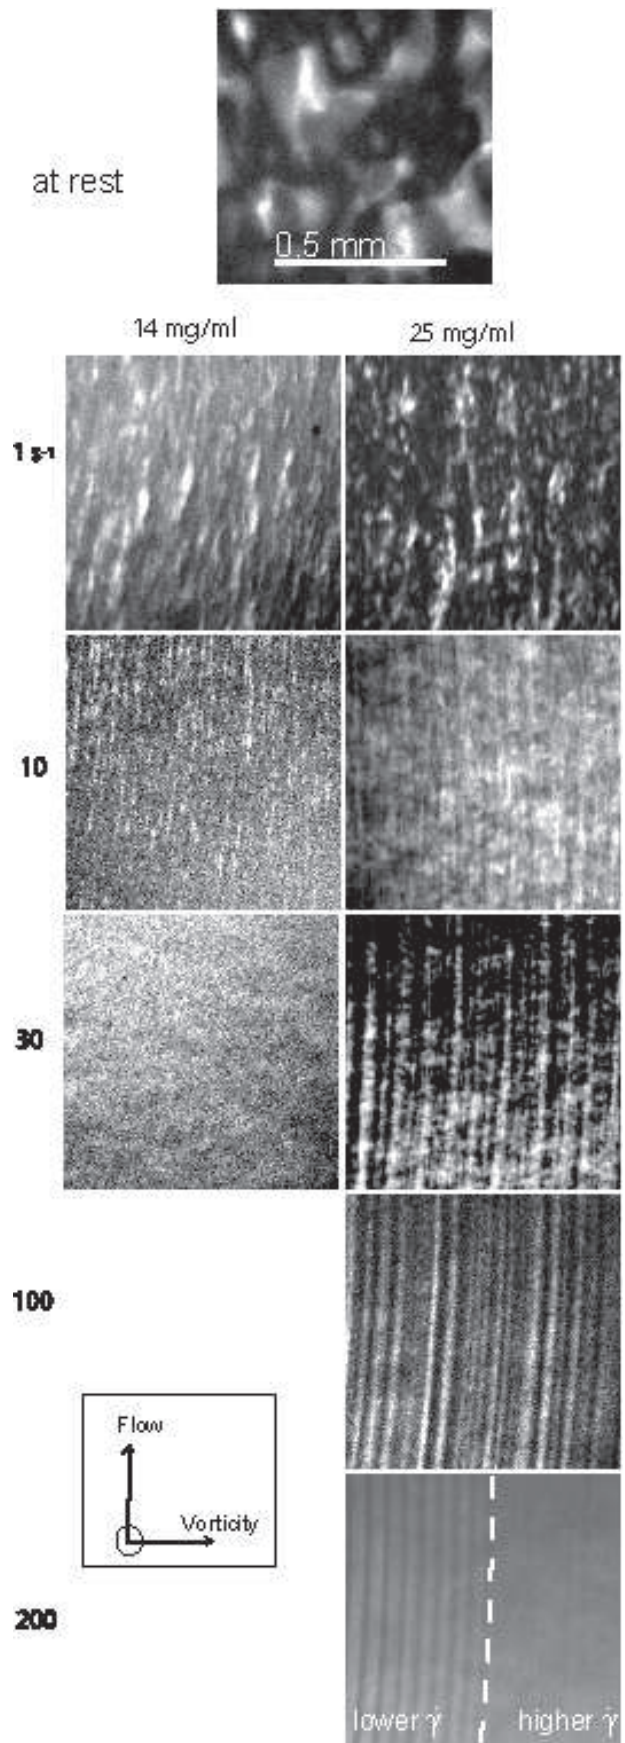 at rest
0.5 mm
14 mg/ml
25 mg/ml
1 s⁻¹
10
30
100
Flow
Vorticity
200
lower γ̇
higher γ̇